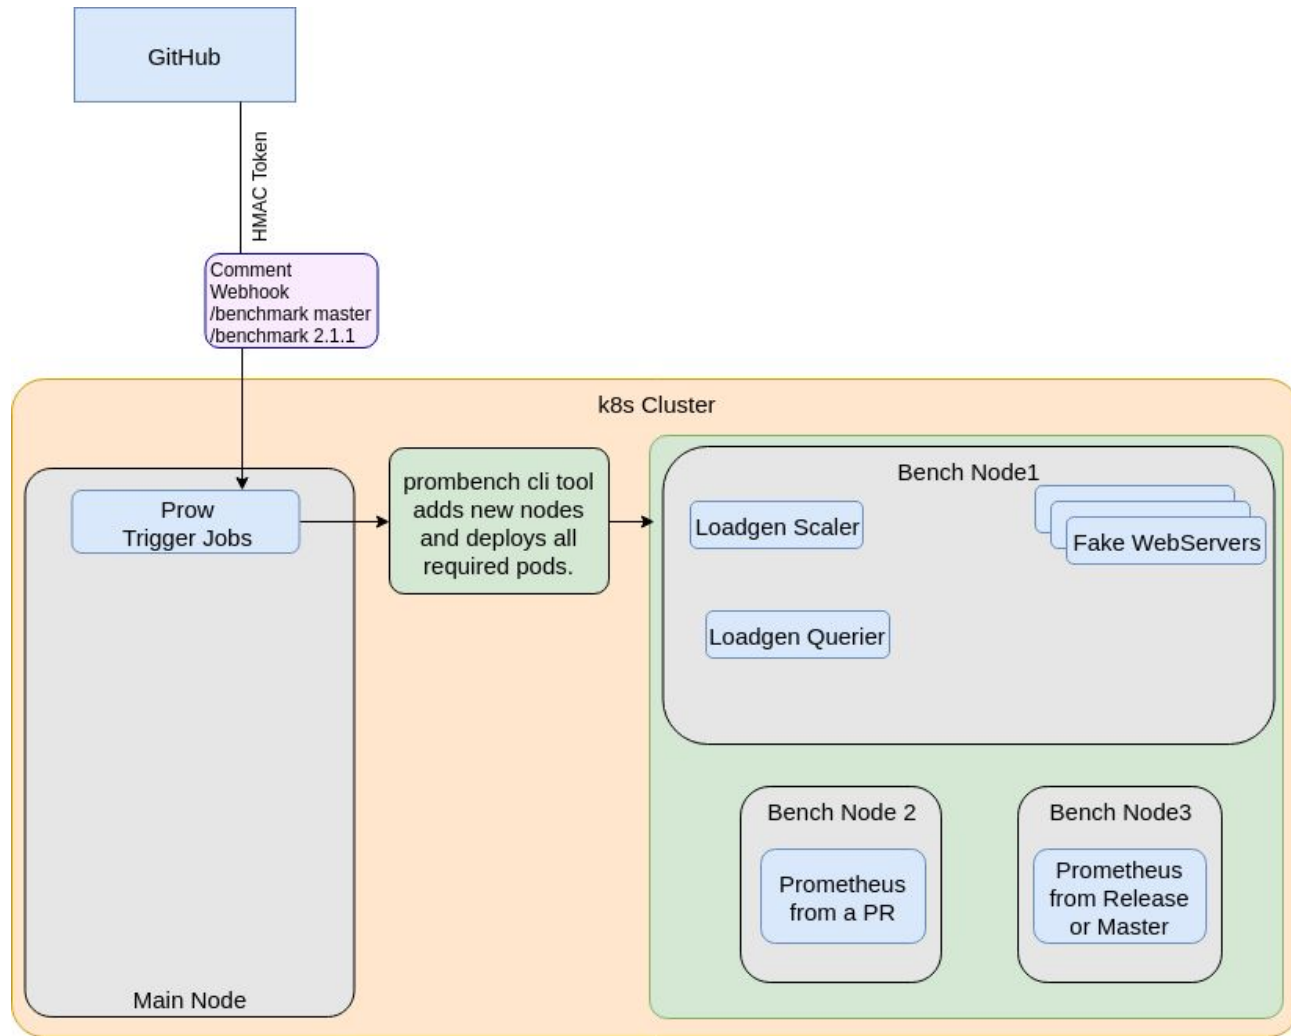 GitHub
HMAC Token
Comment
Webhook
/benchmark master
/benchmark 2.1.1
k8s Cluster
Prow
Trigger Jobs
Main Node
prombench cli tool
adds new nodes
and deploys all
required pods.
Bench Node1
Loadgen Scaler
Fake WebServers
Loadgen Querier
Bench Node 2
Prometheus
from a PR
Bench Node3
Prometheus
from Release
or Master